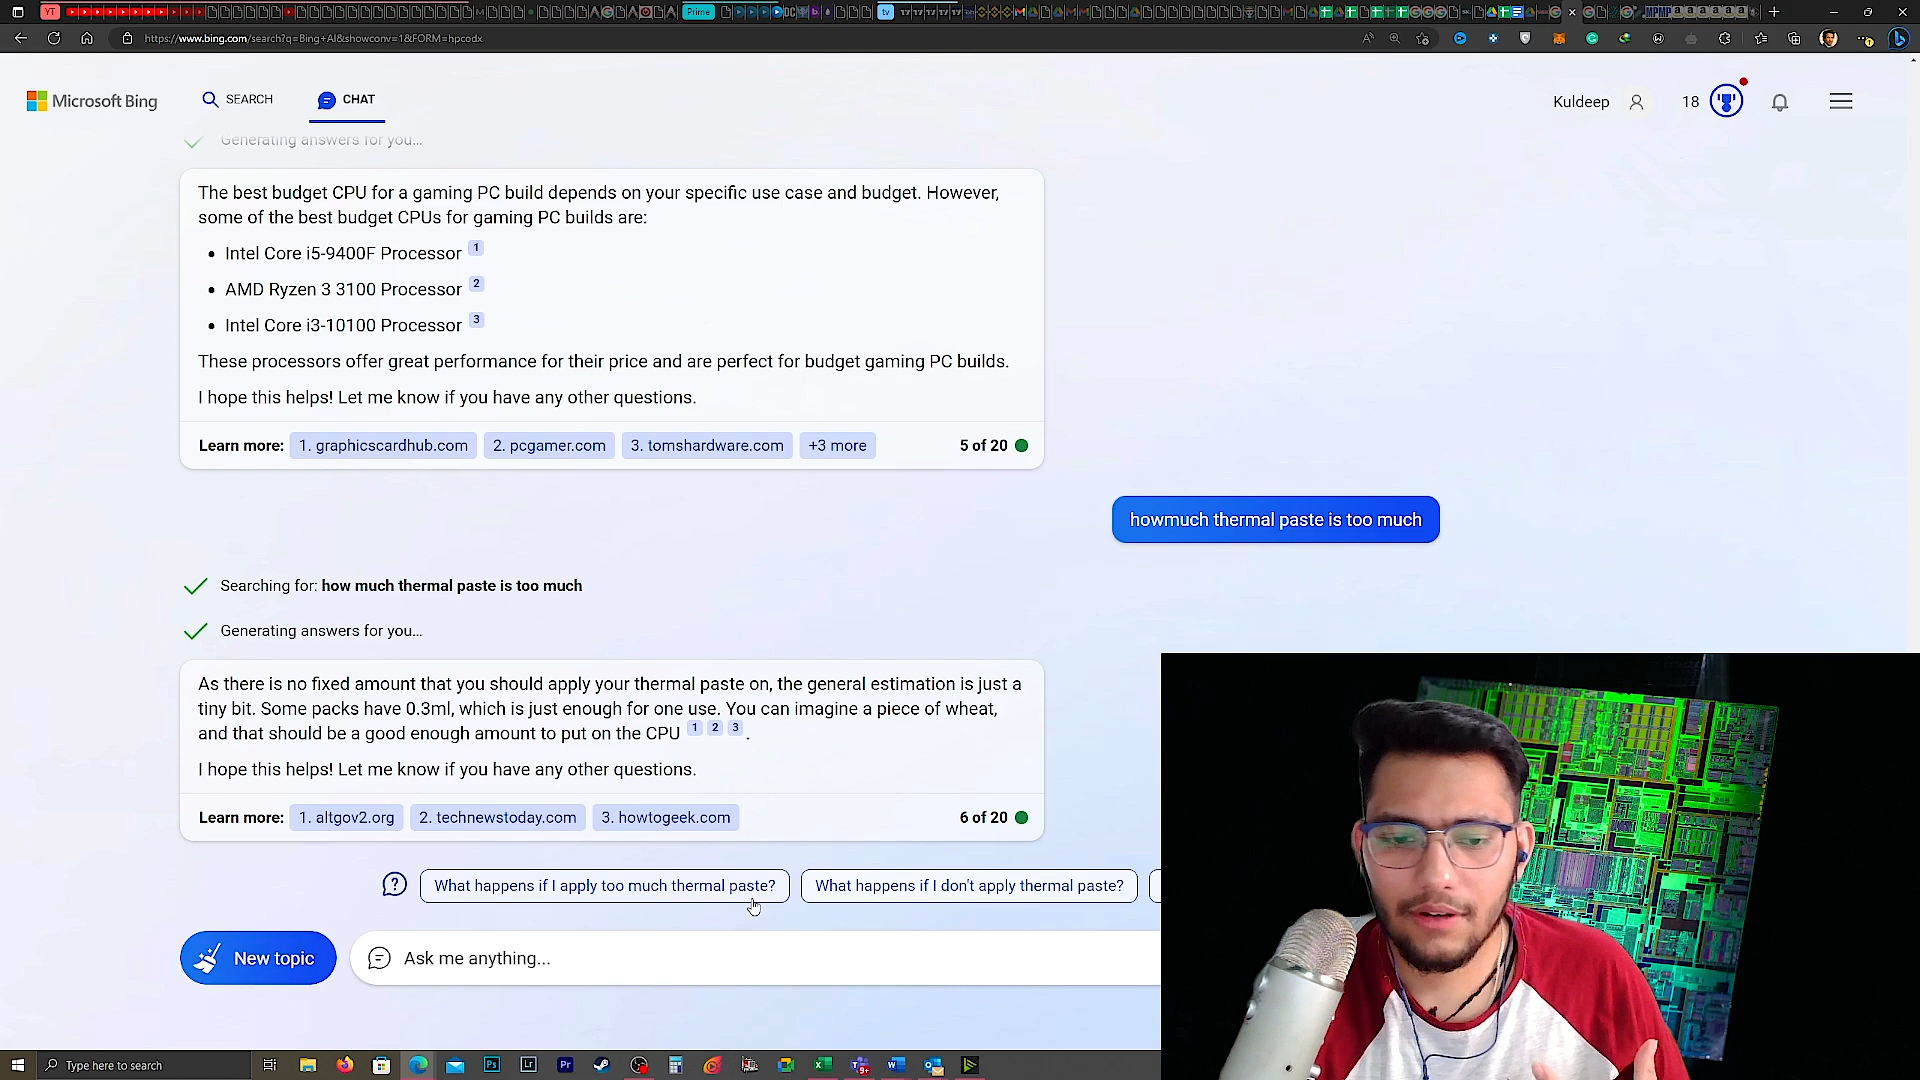 YT
Prime
tv
https://www.bing.com/search?q=Bing+AI&showconv=1&FORM=hpcodx
Microsoft Bing
SEARCH
CHAT
Kuldeep
18
Generating answers for you...
The best budget CPU for a gaming PC build depends on your specific use case and budget. However,
some of the best budget CPUs for gaming PC builds are:
• Intel Core i5-9400F Processor 1
• AMD Ryzen 3 3100 Processor 2
• Intel Core i3-10100 Processor 3
These processors offer great performance for their price and are perfect for budget gaming PC builds.
I hope this helps! Let me know if you have any other questions.
Learn more: 1. graphicscardhub.com 2. pcgamer.com 3. tomshardware.com +3 more 5 of 20
howmuch thermal paste is too much
Searching for: how much thermal paste is too much
Generating answers for you...
As there is no fixed amount that you should apply your thermal paste on, the general estimation is just a
tiny bit. Some packs have 0.3ml, which is just enough for one use. You can imagine a piece of wheat,
and that should be a good enough amount to put on the CPU 1 2 3 .
I hope this helps! Let me know if you have any other questions.
Learn more: 1. altgov2.org 2. technewstoday.com 3. howtogeek.com 6 of 20
What happens if I apply too much thermal paste? What happens if I don't apply thermal paste?
New topic
Ask me anything...
Type here to search
Ps
Lr
Pr
9+